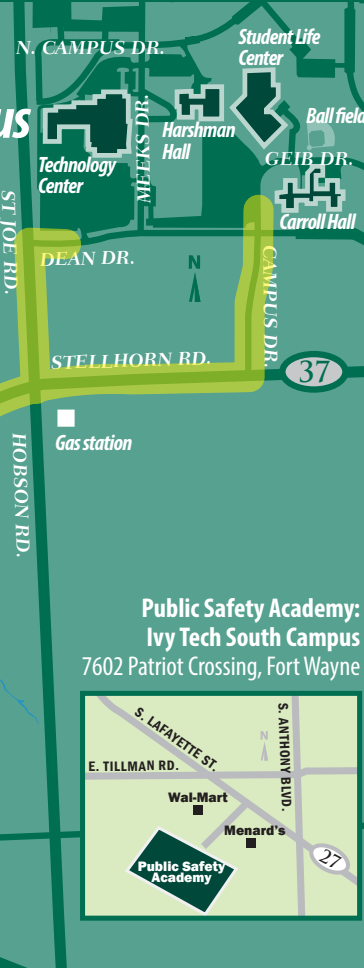 N. CAMPUS DR.
Student Life
Center
us
MEEKS DR.
Harshman
Hall
Ball field
Technology
Center
GEIB DR.
ST JOE RD.
Carroll Hall
DEAN DR.
N
CAMPUS DR.
STELLHORN RD.
37
Gas station
HOBSON RD.
Public Safety Academy:
Ivy Tech South Campus
7602 Patriot Crossing, Fort Wayne
S. LAFAYETTE ST.
S. ANTHONY BLVD.
N
E. TILLMAN RD.
Wal-Mart
Menard's
27
Public Safety
Academy